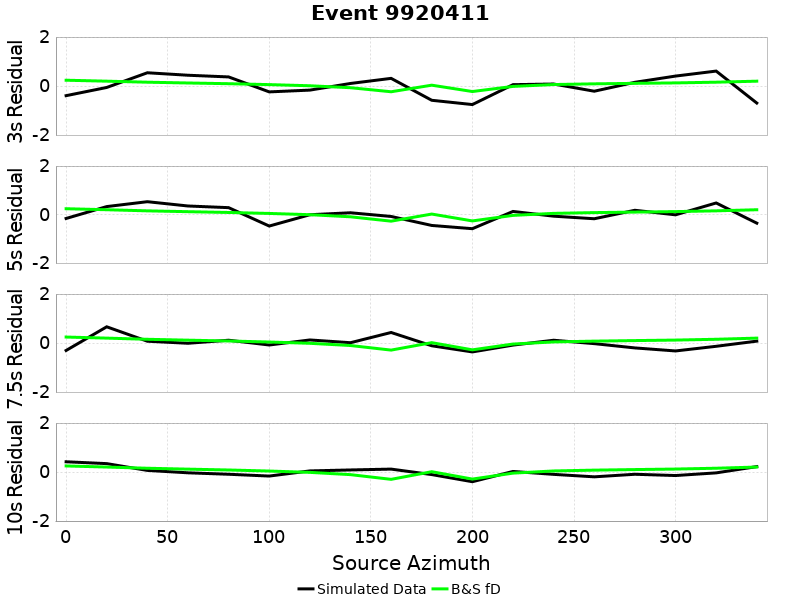 Event 9920411
3s Residual
2
0
-2
5s Residual
2
0
-2
7.5s Residual
2
0
-2
10s Residual
2
0
-2
0 50 100 150 200 250 300
Source Azimuth
Simulated Data B&S fD